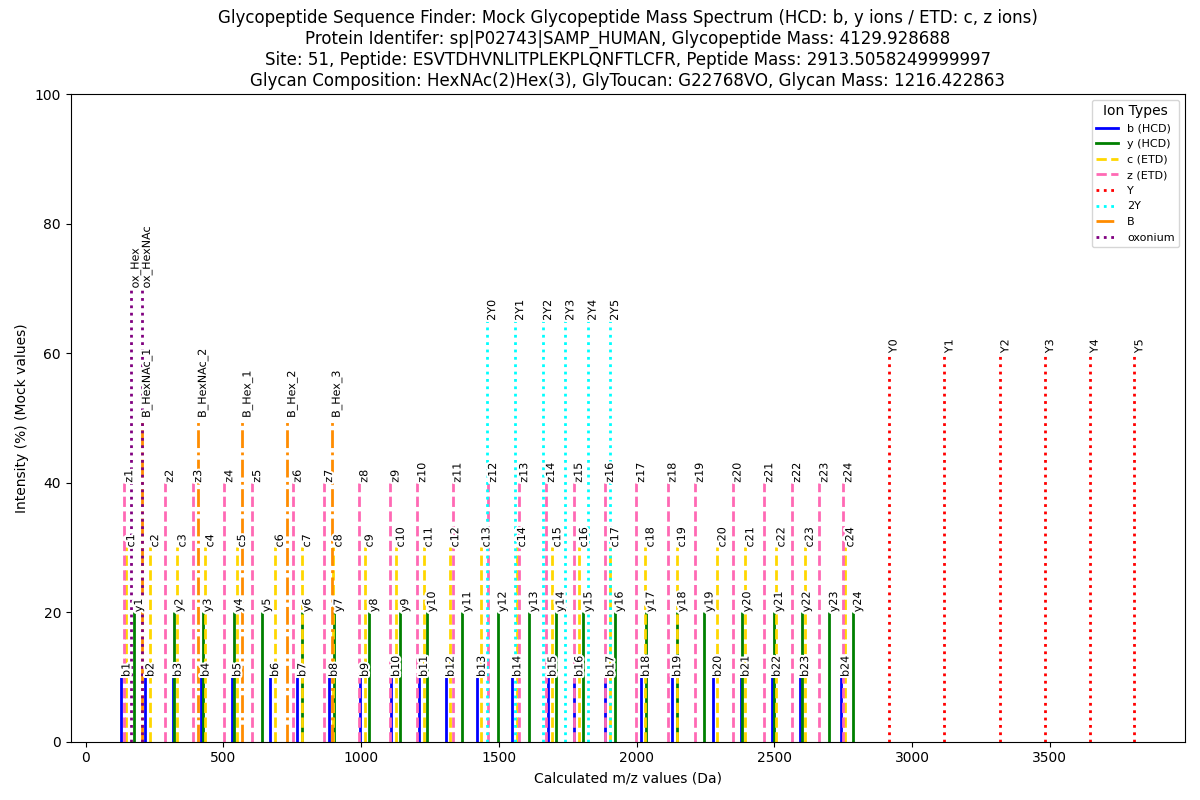 Glycopeptide Sequence Finder: Mock Glycopeptide Mass Spectrum (HCD: b, y ions / ETD: c, z ions)
Protein Identifer: sp|P02743|SAMP_HUMAN, Glycopeptide Mass: 4129.928688
Site: 51, Peptide: ESVTDHVNLITPLEKPLQNFTLCFR, Peptide Mass: 2913.5058249999997
Glycan Composition: HexNAc(2)Hex(3), GlyToucan: G22768VO, Glycan Mass: 1216.422863
100
80
60
40
20
0
Intensity (%) (Mock values)
Ion Types
b (HCD)
y (HCD)
c (ETD)
z (ETD)
Y
2Y
B
oxonium
ox_Hex
ox_HexNAc
2Y0
2Y1
2Y2
2Y3
2Y4
2Y5
Y0
Y1
Y2
Y3
Y4
Y5
B_HexNAc_1
B_HexNAc_2
B_Hex_1
B_Hex_2
B_Hex_3
z1
z2
z3
z4
z5
z6
z7
z8
z9
z10
z11
z12
z13
z14
z15
z16
z17
z18
z19
z20
z21
z22
z23
z24
c1
c2
c3
c4
c5
c6
c7
c8
c9
c10
c11
c12
c13
c14
c15
c16
c17
c18
c19
c20
c21
c22
c23
c24
y1
y2
y3
y4
y5
y6
y7
y8
y9
y10
y11
y12
y13
y14
y15
y16
y17
y18
y19
y20
y21
y22
y23
y24
b1
b2
b3
b4
b5
b6
b7
b8
b9
b10
b11
b12
b13
b14
b15
b16
b17
b18
b19
b20
b21
b22
b23
b24
0
500
1000
1500
2000
2500
3000
3500
Calculated m/z values (Da)